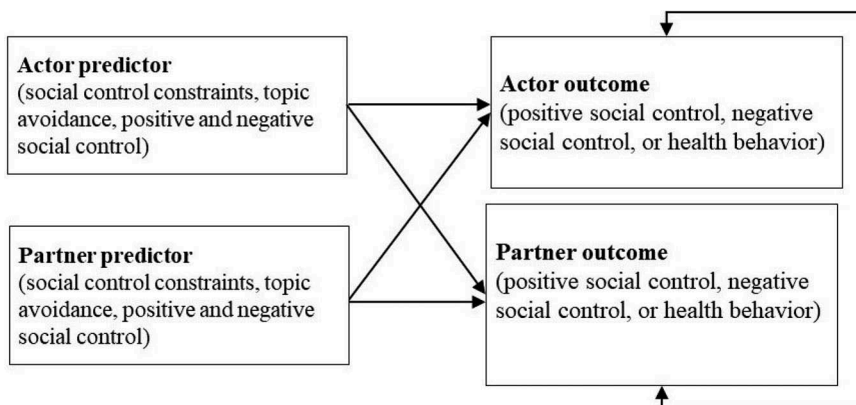 Actor predictor
(social control constraints, topic
avoidance, positive and negative
social control)
Actor outcome
(positive social control, negative
social control, or health behavior)
Partner predictor
(social control constraints, topic
avoidance, positive and negative
social control)
Partner outcome
(positive social control, negative
social control, or health behavior)